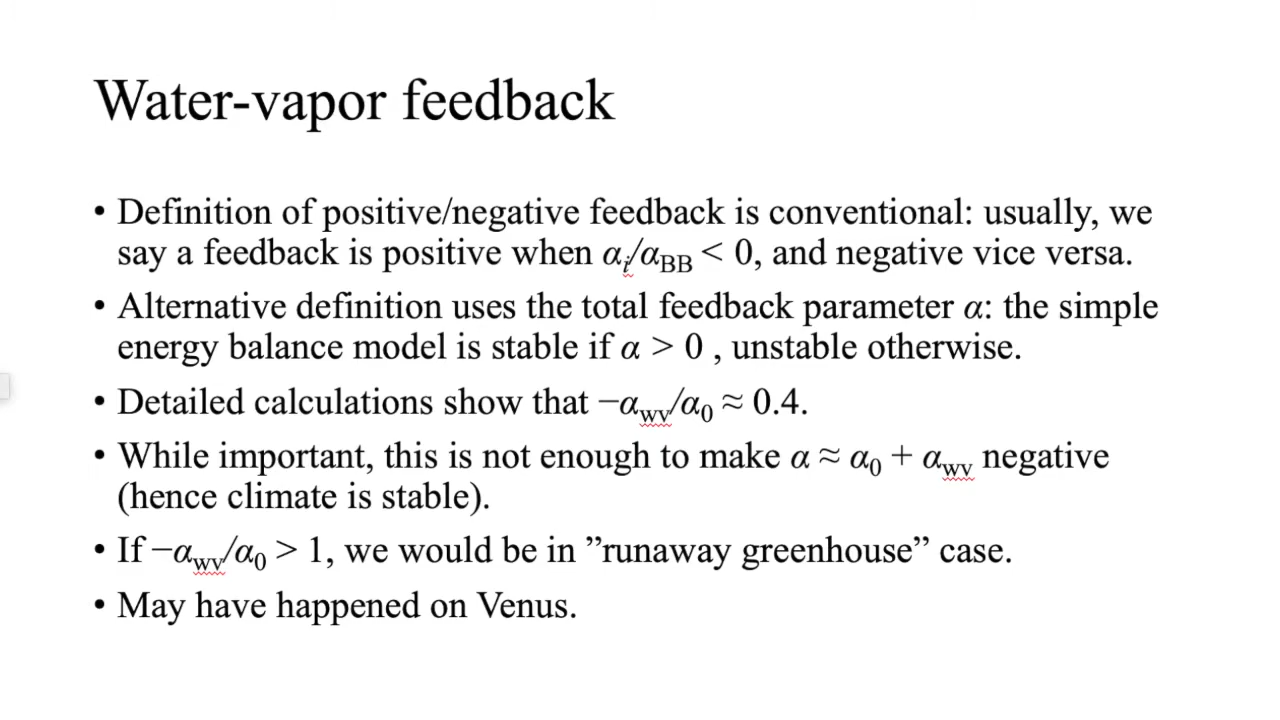 Water-vapor feedback
• Definition of positive/negative feedback is conventional: usually, we
say a feedback is positive when αᵢ/α_BB < 0, and negative vice versa.
• Alternative definition uses the total feedback parameter α: the simple
energy balance model is stable if α > 0 , unstable otherwise.
• Detailed calculations show that −α_wv/α₀ ≈ 0.4.
• While important, this is not enough to make α ≈ α₀ + α_wv negative
(hence climate is stable).
• If −α_wv/α₀ > 1, we would be in ”runaway greenhouse” case.
• May have happened on Venus.